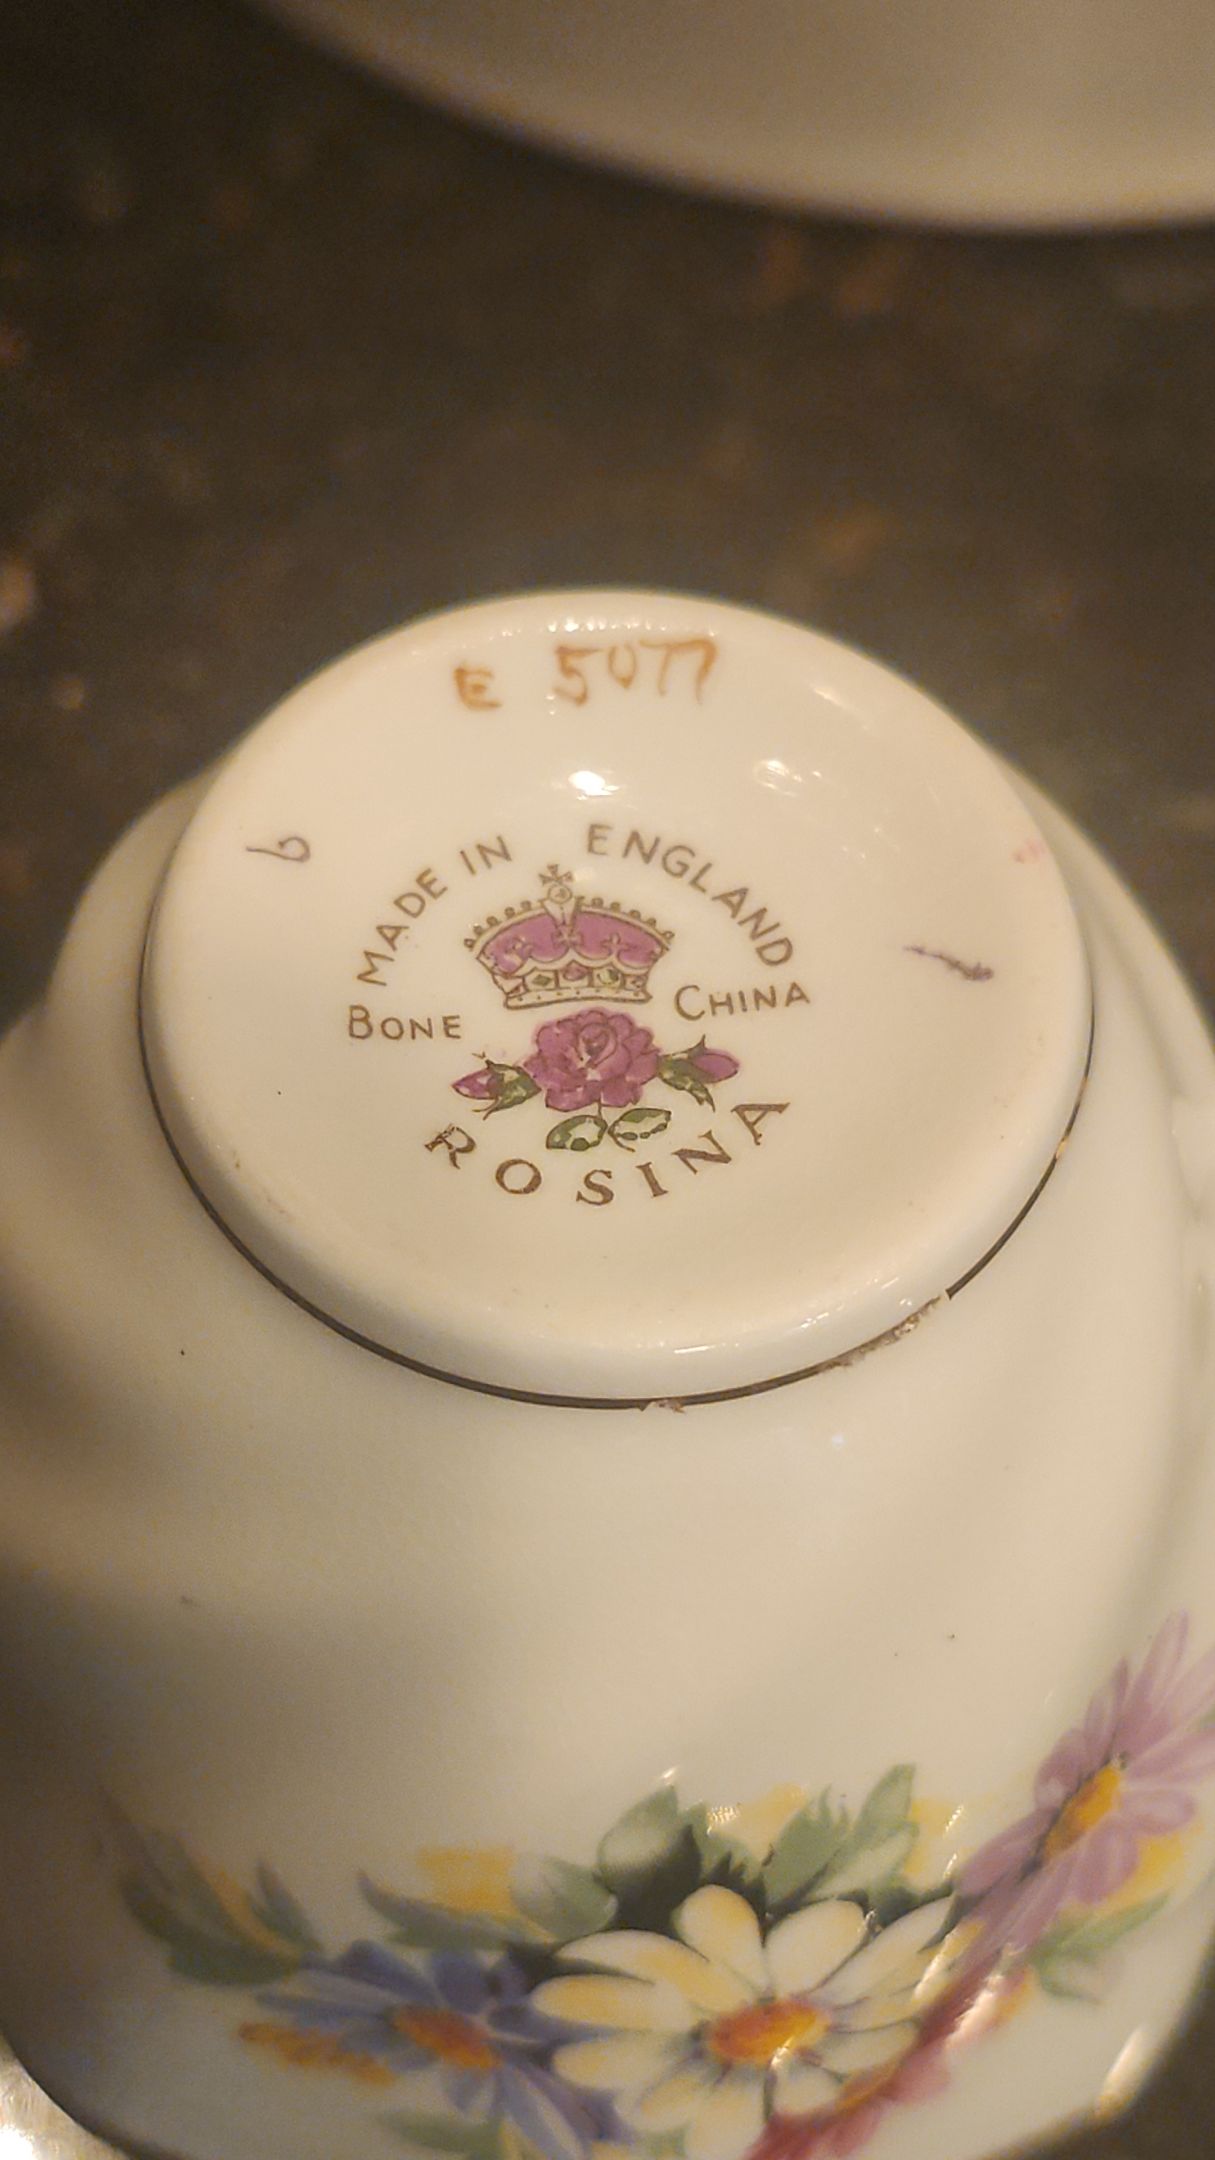 E 5077
6
MADE IN ENGLAND
BONE CHINA
ROSINA